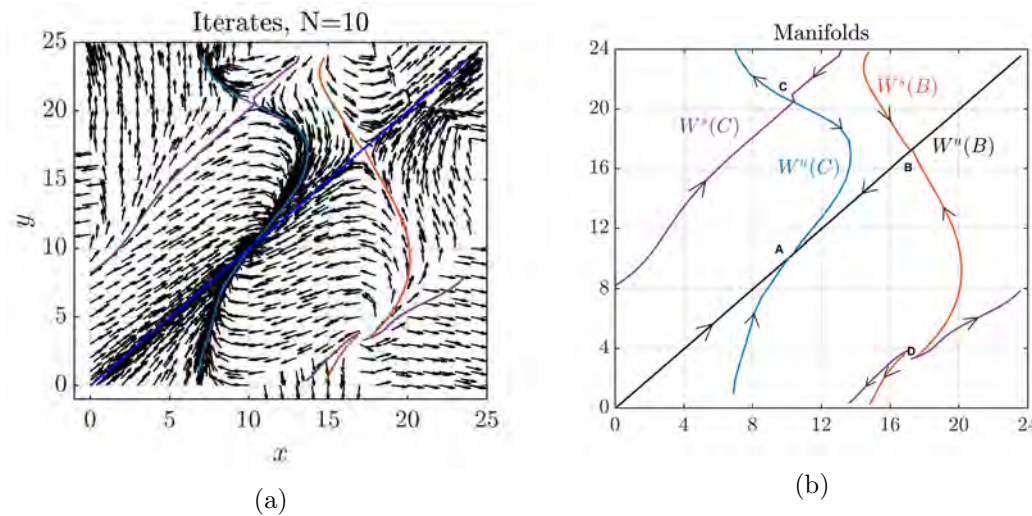 Iterates, N=10
25
20
15
10
5
0
y
0 5 10 15 20 25
x
(a)
Manifolds
24
20
16
12
8
4
0
C
W^s(B)
W^s(C)
W^u(B)
W^u(C)
B
A
D
0 4 8 12 16 20 24
(b)